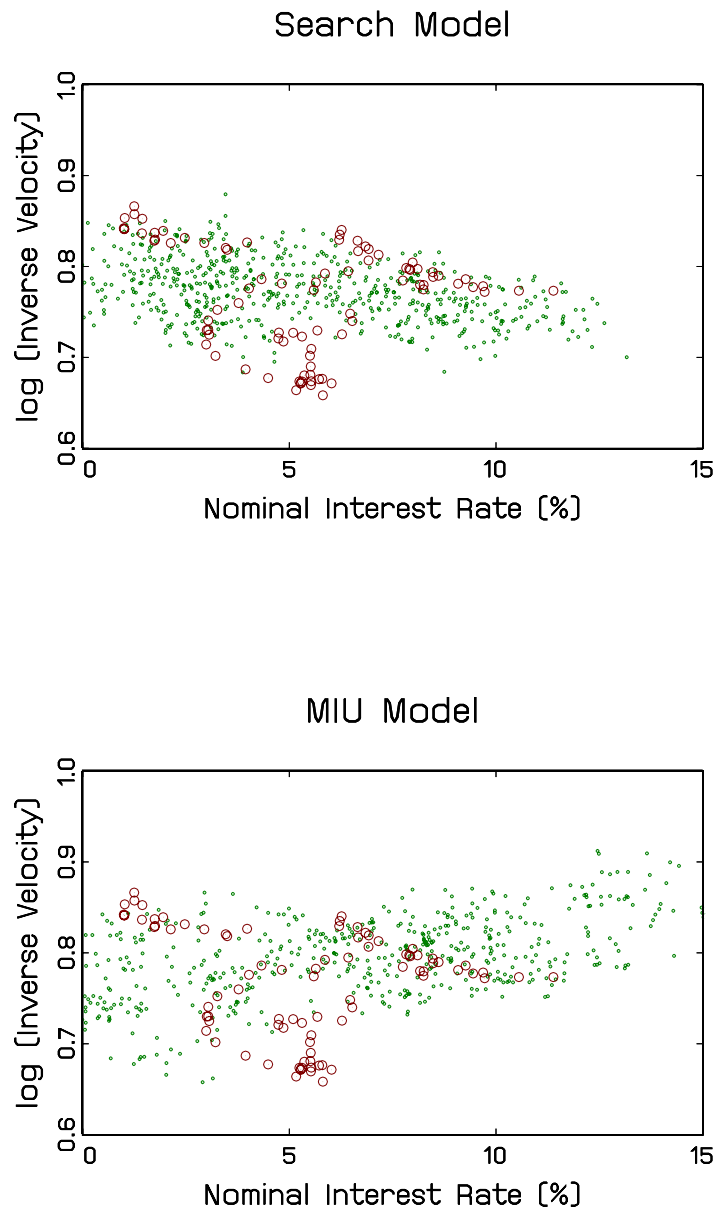 Search Model
1.0
0.9
0.8
0.7
0.6
log (Inverse Velocity)
0 5 10 15
Nominal Interest Rate (%)
MIU Model
1.0
0.9
0.8
0.7
0.6
log (Inverse Velocity)
0 5 10 15
Nominal Interest Rate (%)